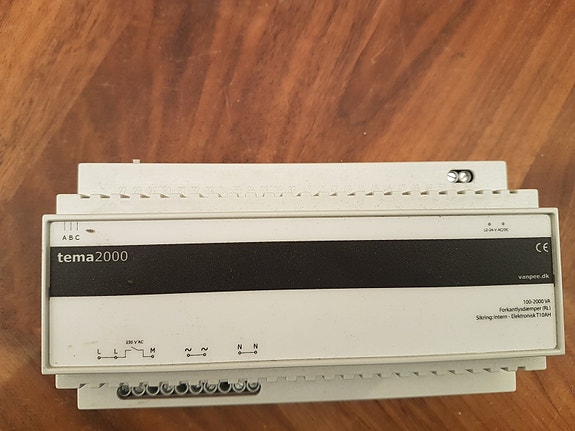 A B C
12-24 V AC/DC
tema2000
CE
vanpee.dk
100-2000 VA
Forkantlysdæmper (RL)
Sikring:Intern - Elektronisk T10AH
230 V AC
L L M ~ ~ N N